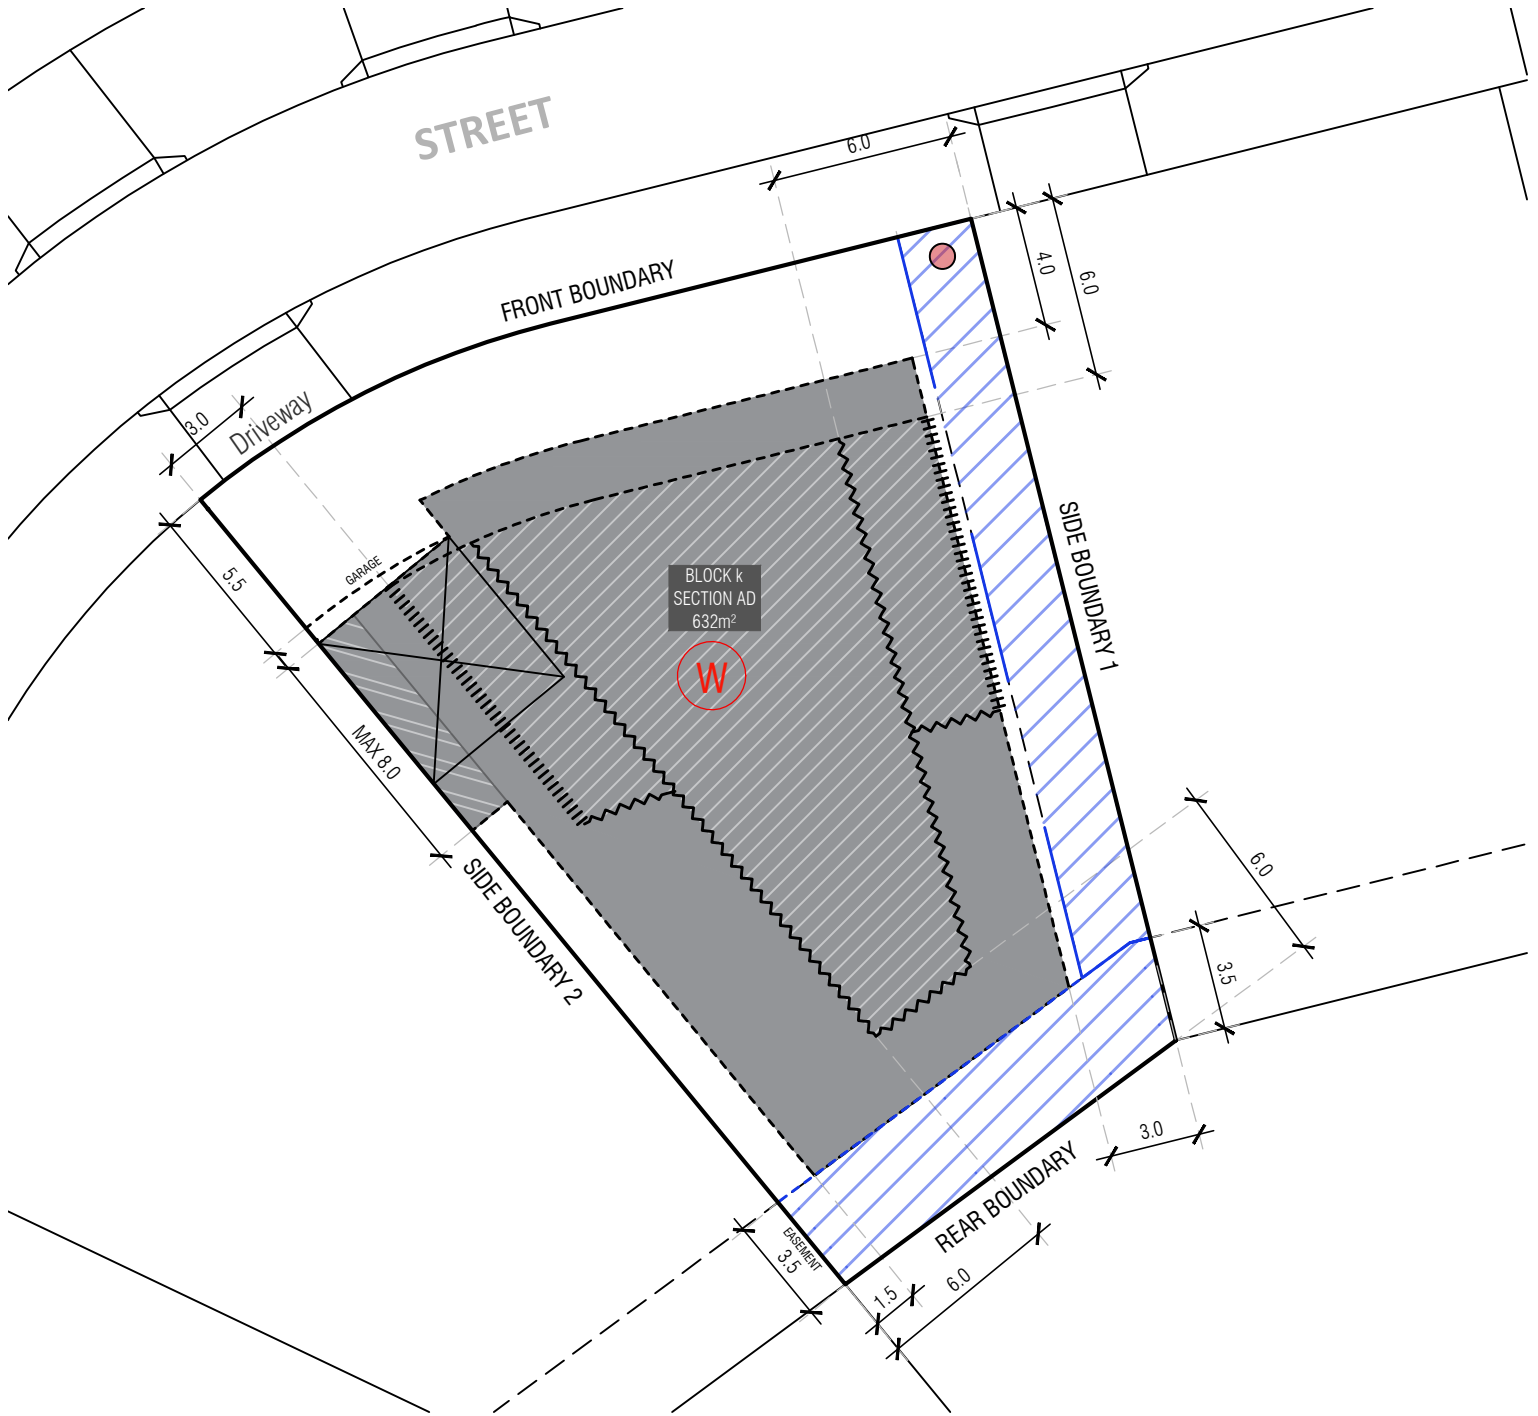 STREET
6.0
FRONT BOUNDARY
4.0
6.0
3.0
Driveway
5.5
GARAGE
BLOCK k
SECTION AD
632m²
W
SIDE BOUNDARY 1
MAX 8.0
SIDE BOUNDARY 2
6.0
3.5
3.0
REAR BOUNDARY
EASEMENT
3.5
1.5
6.0